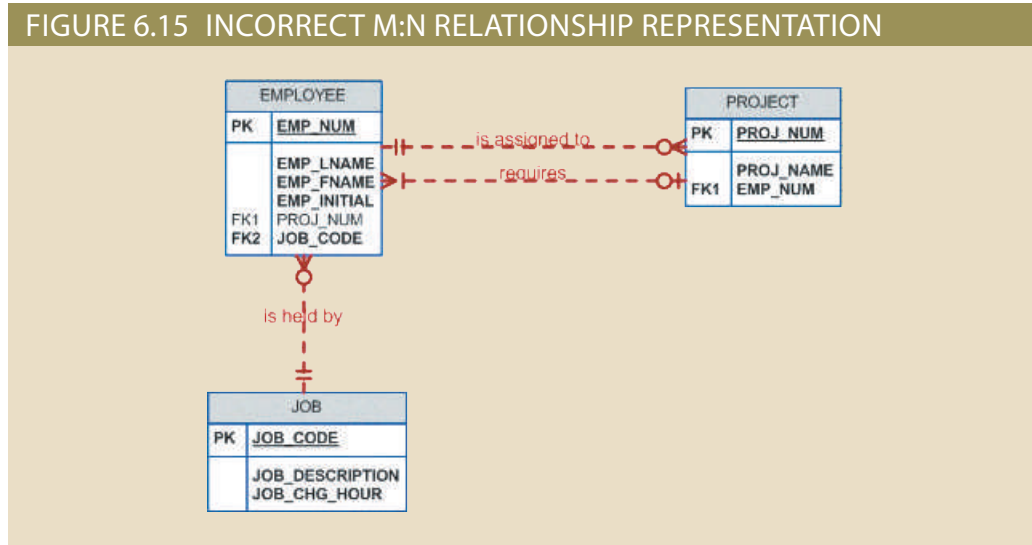 FIGURE 6.15 INCORRECT M:N RELATIONSHIP REPRESENTATION
EMPLOYEE
PK EMP_NUM
EMP_LNAME
EMP_FNAME
EMP_INITIAL
FK1 PROJ_NUM
FK2 JOB_CODE
is assigned to
requires
PROJECT
PK PROJ_NUM
PROJ_NAME
FK1 EMP_NUM
is held by
JOB
PK JOB_CODE
JOB_DESCRIPTION
JOB_CHG_HOUR